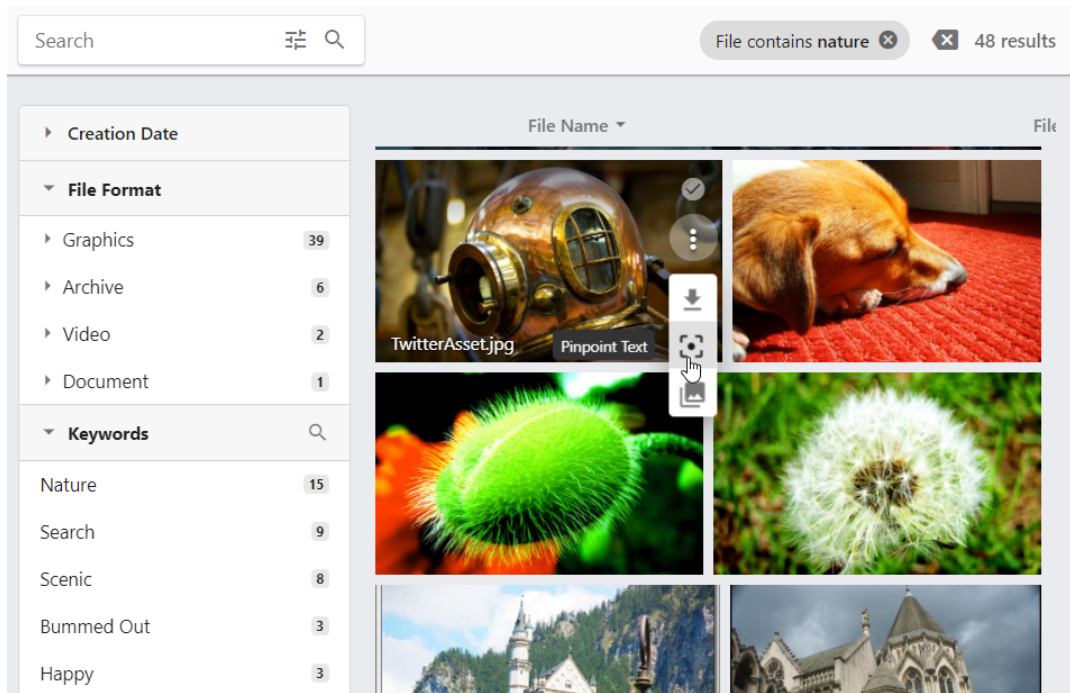 Search
File contains nature
48 results
Creation Date
File Format
Graphics 39
Archive 6
Video 2
Document 1
Keywords
Nature 15
Search 9
Scenic 8
Bummed Out 3
Happy 3
File Name
File
TwitterAsset.jpg
Pinpoint Text